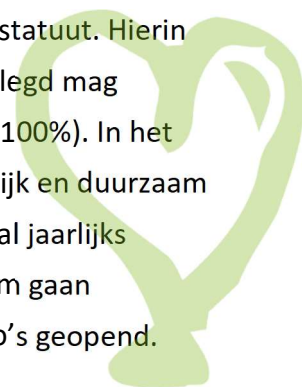 statuut. Hierin
legd mag
100%). In het
ijk en duurzaam
al jaarlijks
m gaan
o's geopend.